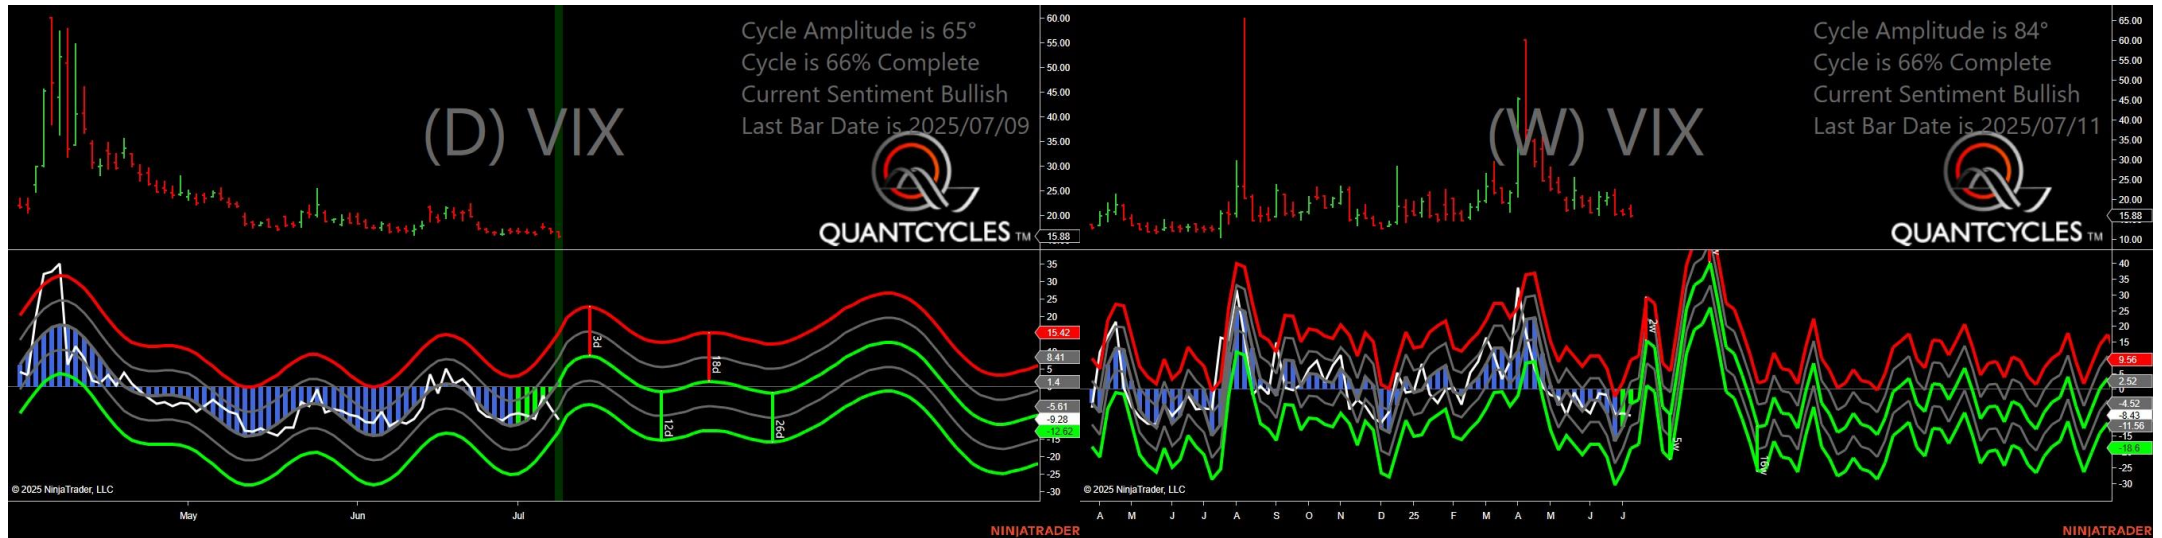 Cycle Amplitude is 65°
Cycle is 66% Complete
Current Sentiment Bullish
Last Bar Date is 2025/07/09
(D) VIX
QUANTCYCLES TM
60.00
55.00
50.00
45.00
40.00
35.00
30.00
25.00
20.00
15.88
35
30
25
20
15.42
8.41
5
1.4
-5.61
-9.28
-12.62
-15
-20
-25
-30
3d
12d
18d
26d
© 2025 NinjaTrader, LLC
May
Jun
Jul
NINJATRADER
Cycle Amplitude is 84°
Cycle is 66% Complete
Current Sentiment Bullish
Last Bar Date is 2025/07/11
(W) VIX
QUANTCYCLES TM
65.00
60.00
55.00
50.00
45.00
40.00
35.00
30.00
25.00
20.00
15.88
10.00
40
35
30
25
20
15
9.56
2.52
-4.52
-8.43
-11.56
-15
-18.6
-25
-30
2w
5w
16w
© 2025 NinjaTrader, LLC
A M J J A S O N D 25 F M A M J J
NINJATRADER